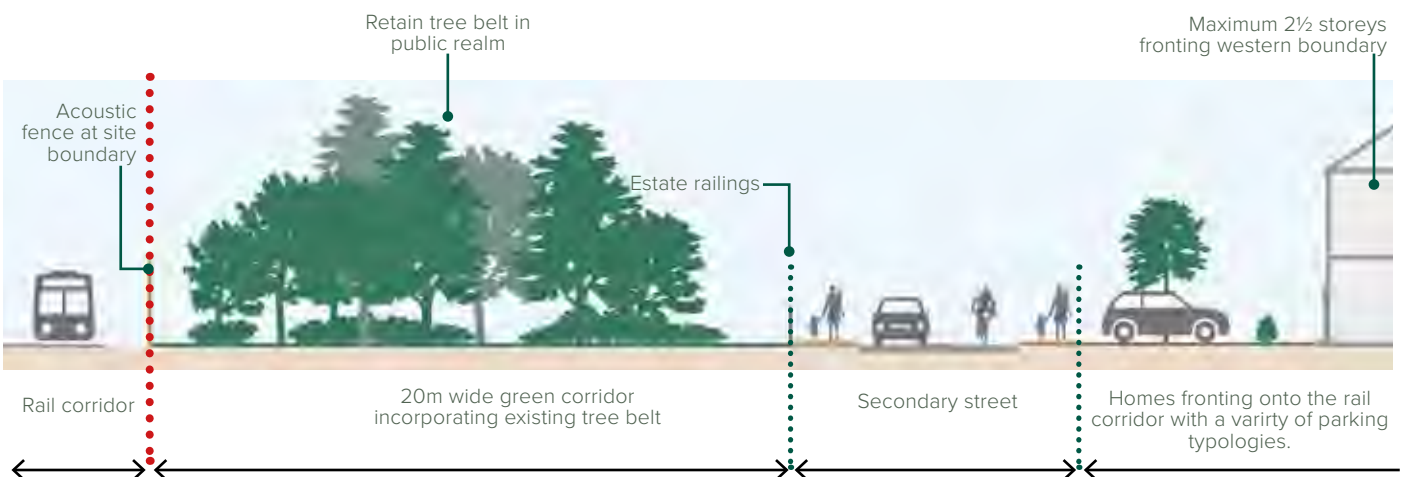 Retain tree belt in
public realm
Maximum 2½ storeys
fronting western boundary
Acoustic
fence at site
boundary
Estate railings
Rail corridor
20m wide green corridor
incorporating existing tree belt
Secondary street
Homes fronting onto the rail
corridor with a varirty of parking
typologies.